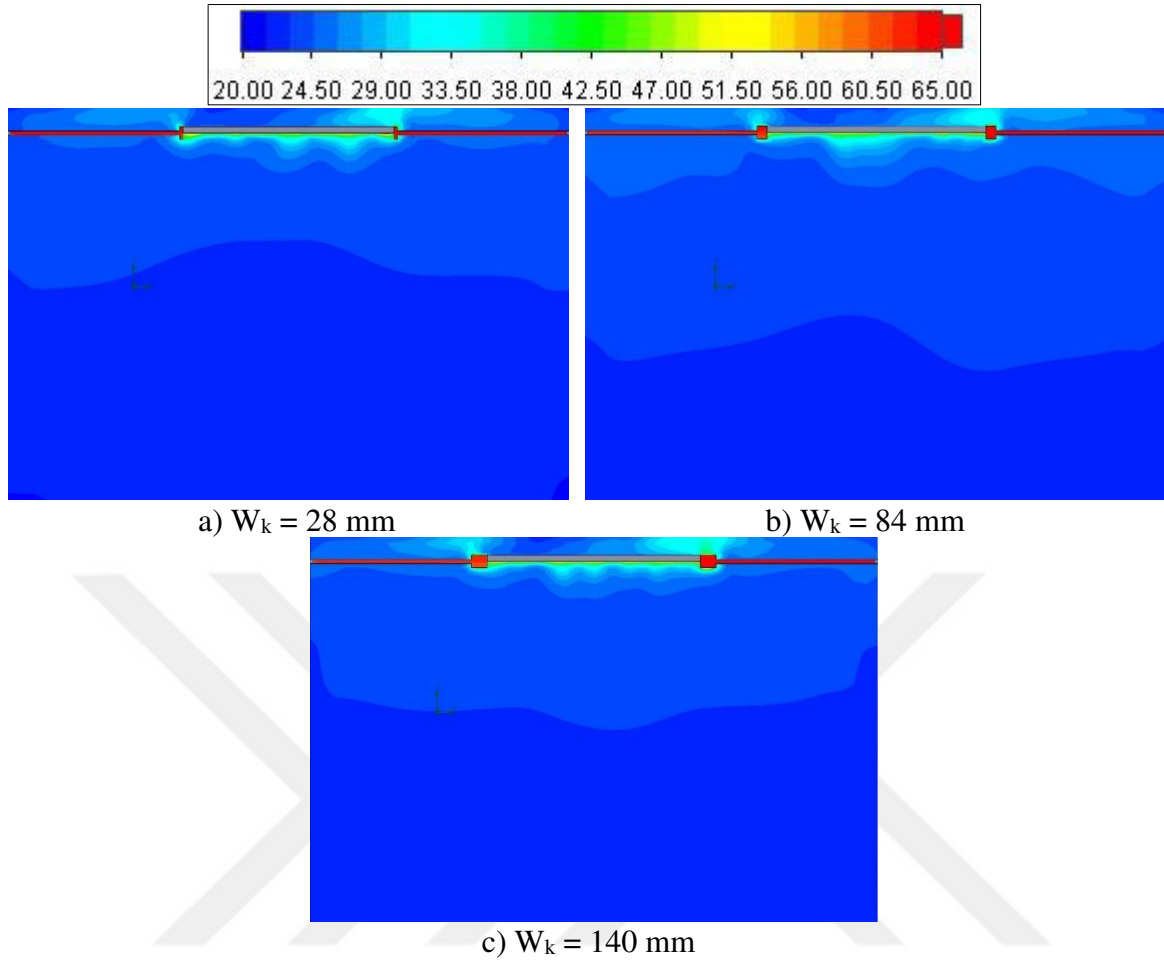 20.00 24.50 29.00 33.50 38.00 42.50 47.00 51.50 56.00 60.50 65.00
a) Wₖ = 28 mm
b) Wₖ = 84 mm
c) Wₖ = 140 mm